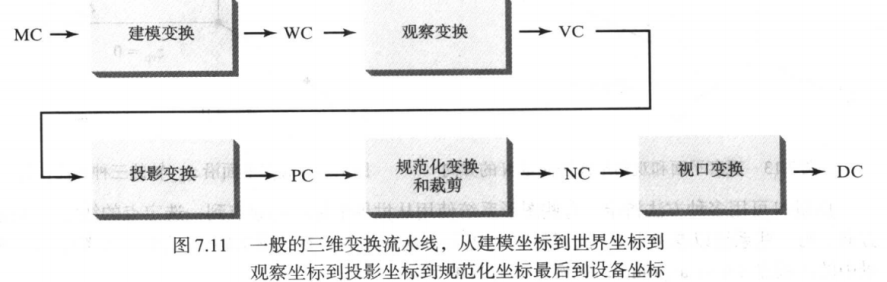 MC 建模变换 WC 观察变换 VC
投影变换 PC 规范化变换和裁剪 NC 视口变换 DC
图 7.11 一般的三维变换流水线，从建模坐标到世界坐标到
观察坐标到投影坐标到规范化坐标最后到设备坐标